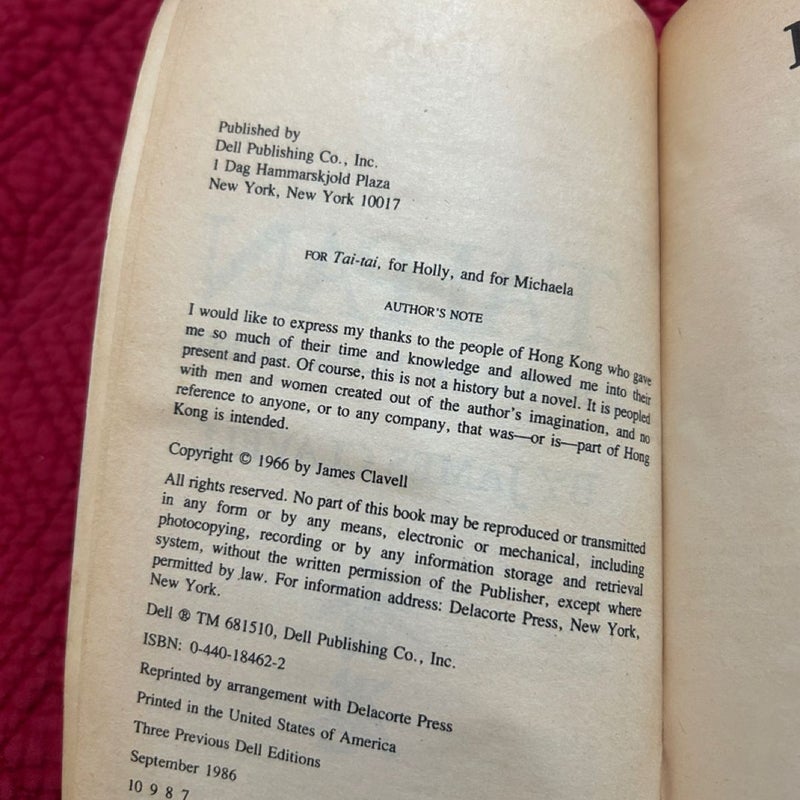 Published by
Dell Publishing Co., Inc.
1 Dag Hammarskjold Plaza
New York, New York 10017
FOR Tai-tai, for Holly, and for Michaela
AUTHOR'S NOTE
I would like to express my thanks to the people of Hong Kong who gave
me so much of their time and knowledge and allowed me into their
present and past. Of course, this is not a history but a novel. It is peopled
with men and women created out of the author's imagination, and no
reference to anyone, or to any company, that was—or is—part of Hong
Kong is intended.
Copyright © 1966 by James Clavell
All rights reserved. No part of this book may be reproduced or transmitted
in any form or by any means, electronic or mechanical, including
photocopying, recording or by any information storage and retrieval
system, without the written permission of the Publisher, except where
permitted by law. For information address: Delacorte Press, New York,
New York.
Dell ® TM 681510, Dell Publishing Co., Inc.
ISBN: 0-440-18462-2
Reprinted by arrangement with Delacorte Press
Printed in the United States of America
Three Previous Dell Editions
September 1986
10 9 8 7